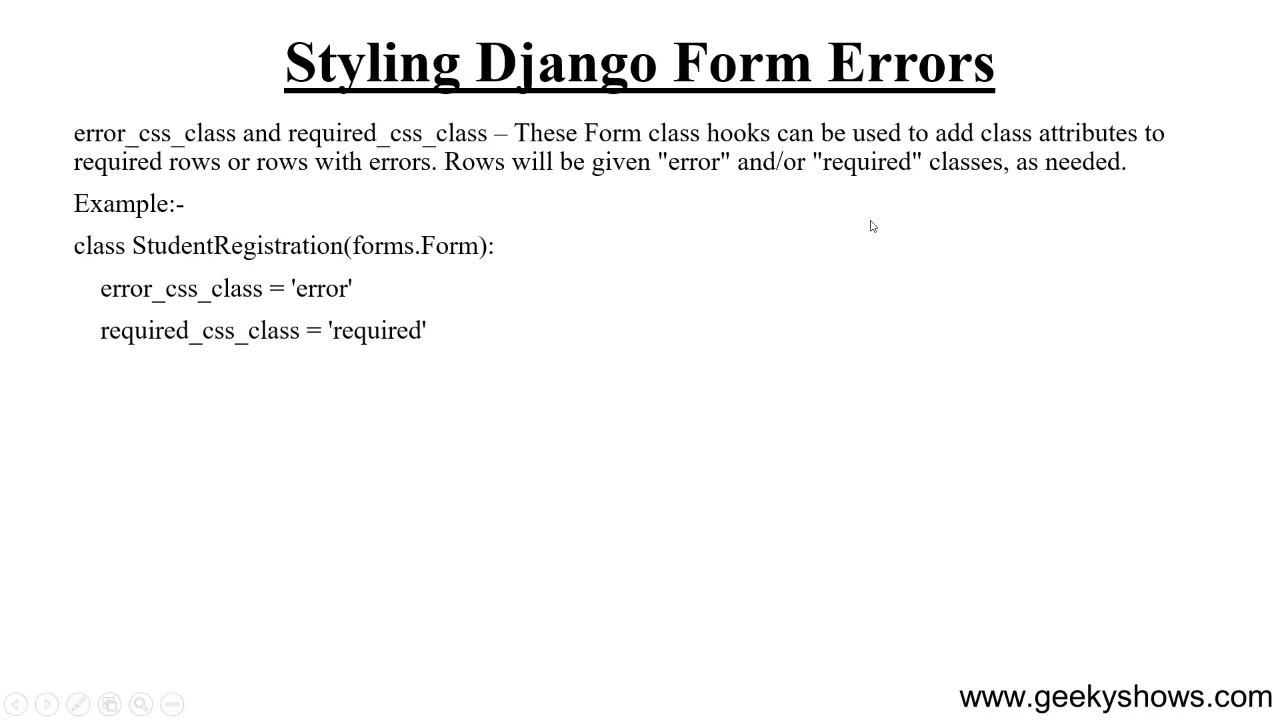 Styling Django Form Errors
error_css_class and required_css_class – These Form class hooks can be used to add class attributes to
required rows or rows with errors. Rows will be given "error" and/or "required" classes, as needed.
Example:-
class StudentRegistration(forms.Form):
error_css_class = 'error'
required_css_class = 'required'
www.geekyshows.com